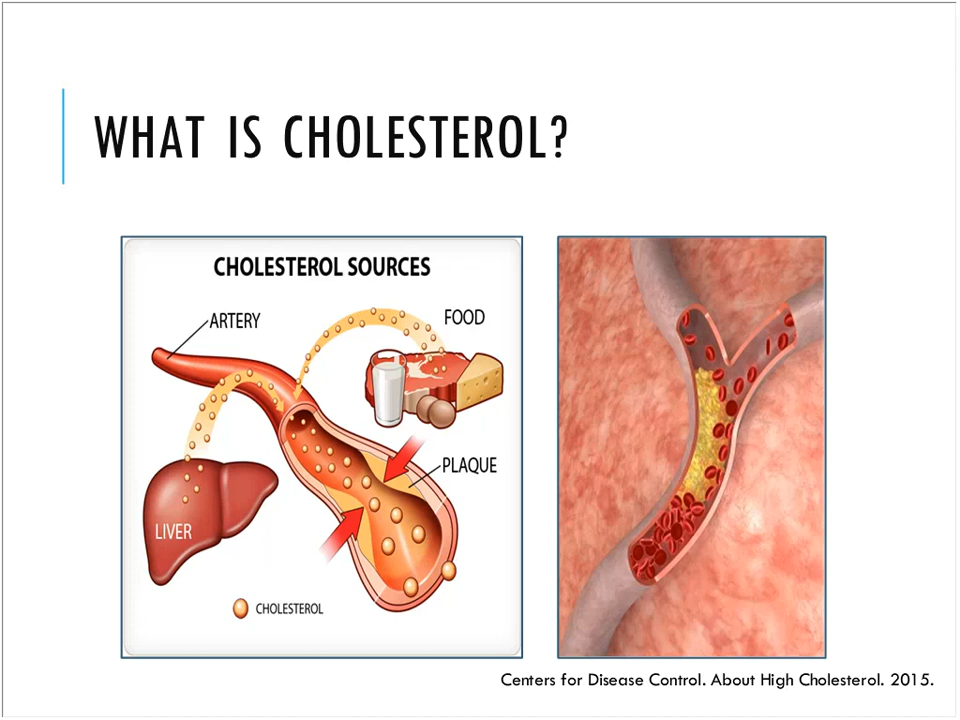 WHAT IS CHOLESTEROL?
CHOLESTEROL SOURCES
ARTERY
FOOD
PLAQUE
LIVER
CHOLESTEROL
Centers for Disease Control. About High Cholesterol. 2015.